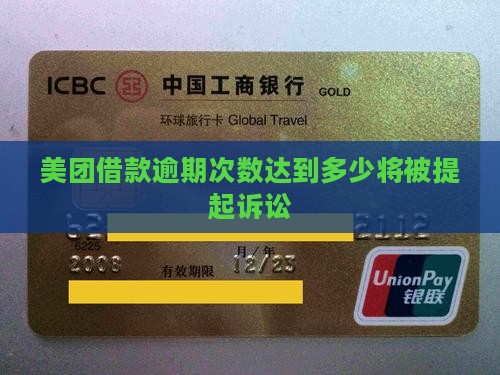 ICBC 中国工商银行 GOLD
环球旅行卡 Global Travel
美团借款逾期次数达到多少将被提
起诉讼
6225
月/年
2008 有效期限 12/23
UnionPay
银联